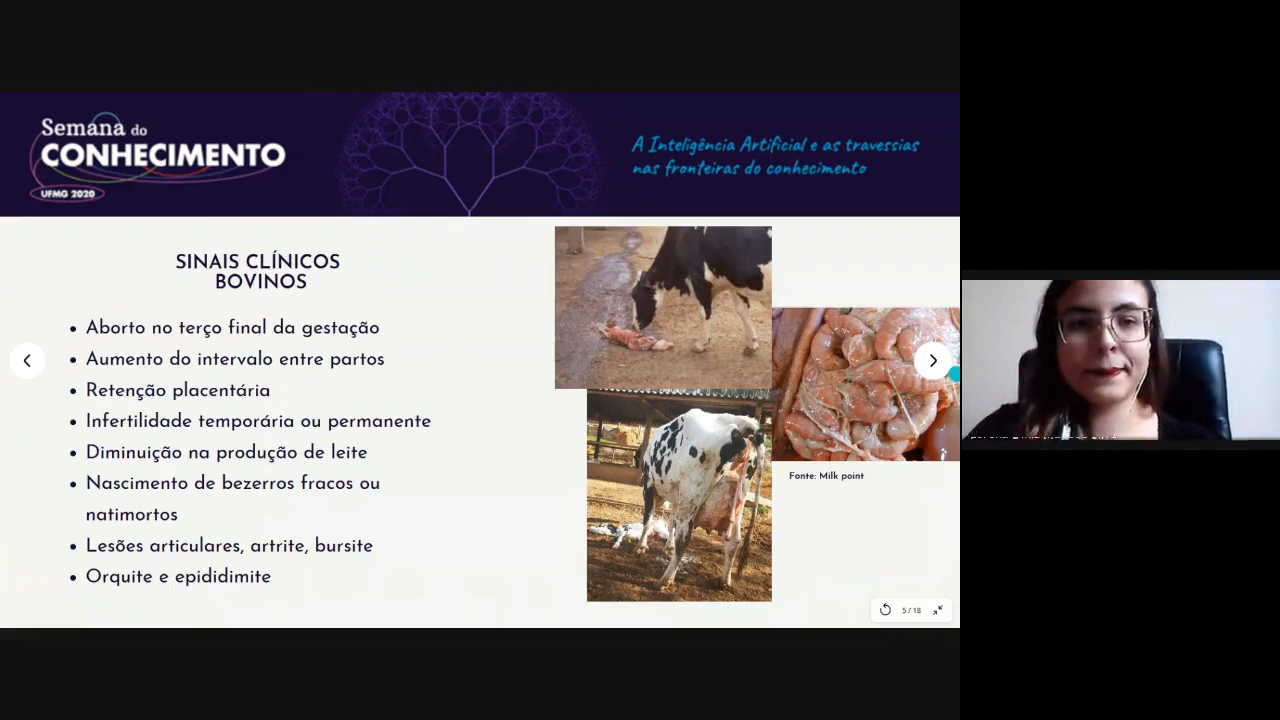 Semana do
CONHECIMENTO
UFMG 2020
A Inteligência Artificial e as travessias
nas fronteiras do conhecimento
SINAIS CLÍNICOS
BOVINOS
• Aborto no terço final da gestação
• Aumento do intervalo entre partos
• Retenção placentária
• Infertilidade temporária ou permanente
• Diminuição na produção de leite
• Nascimento de bezerros fracos ou
natimortos
• Lesões articulares, artrite, bursite
• Orquite e epididimite
Fonte: Milk point
5 / 18